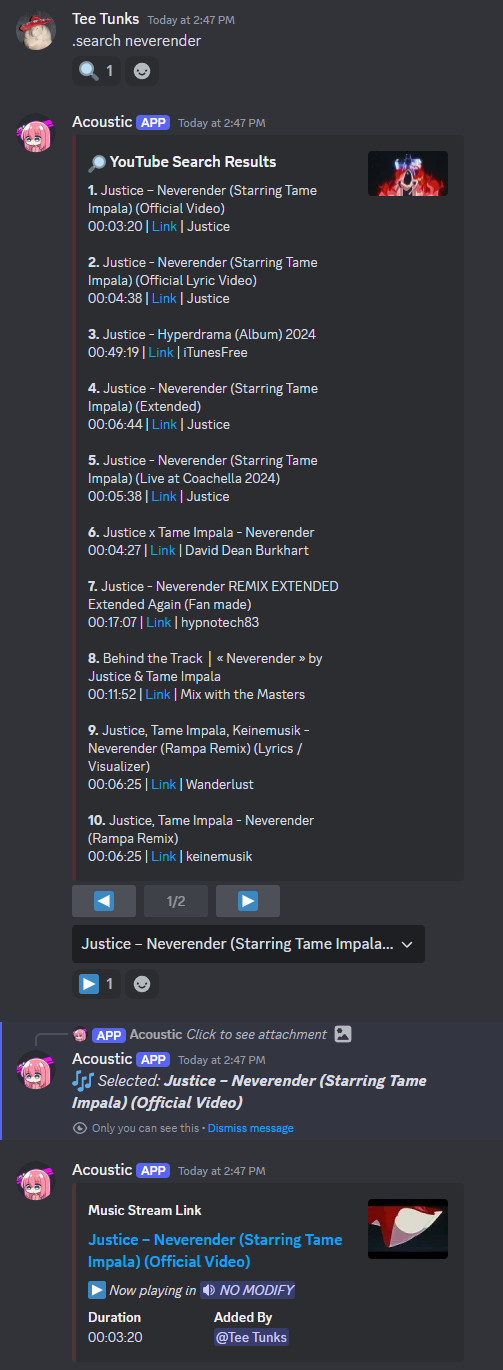 Tee Tunks Today at 2:47 PM
.search neverender
1
Acoustic APP Today at 2:47 PM
YouTube Search Results
1. Justice – Neverender (Starring Tame
Impala) (Official Video)
00:03:20 | Link | Justice
2. Justice - Neverender (Starring Tame
Impala) (Official Lyric Video)
00:04:38 | Link | Justice
3. Justice - Hyperdrama (Album) 2024
00:49:19 | Link | iTunesFree
4. Justice - Neverender (Starring Tame
Impala) (Extended)
00:06:44 | Link | Justice
5. Justice - Neverender (Starring Tame
Impala) (Live at Coachella 2024)
00:05:38 | Link | Justice
6. Justice x Tame Impala - Neverender
00:04:27 | Link | David Dean Burkhart
7. Justice - Neverender REMIX EXTENDED
Extended Again (Fan made)
00:17:07 | Link | hypnotech83
8. Behind the Track | « Neverender » by
Justice & Tame Impala
00:11:52 | Link | Mix with the Masters
9. Justice, Tame Impala, Keinemusik -
Neverender (Rampa Remix) (Lyrics /
Visualizer)
00:06:25 | Link | Wanderlust
10. Justice, Tame Impala - Neverender
(Rampa Remix)
00:06:25 | Link | keinemusik
1/2
Justice – Neverender (Starring Tame Impala...
1
APP Acoustic Click to see attachment
Acoustic APP Today at 2:47 PM
Selected: Justice – Neverender (Starring Tame
Impala) (Official Video)
Only you can see this • Dismiss message
Acoustic APP Today at 2:47 PM
Music Stream Link
Justice – Neverender (Starring Tame
Impala) (Official Video)
Now playing in NO MODIFY
Duration Added By
00:03:20 @Tee Tunks